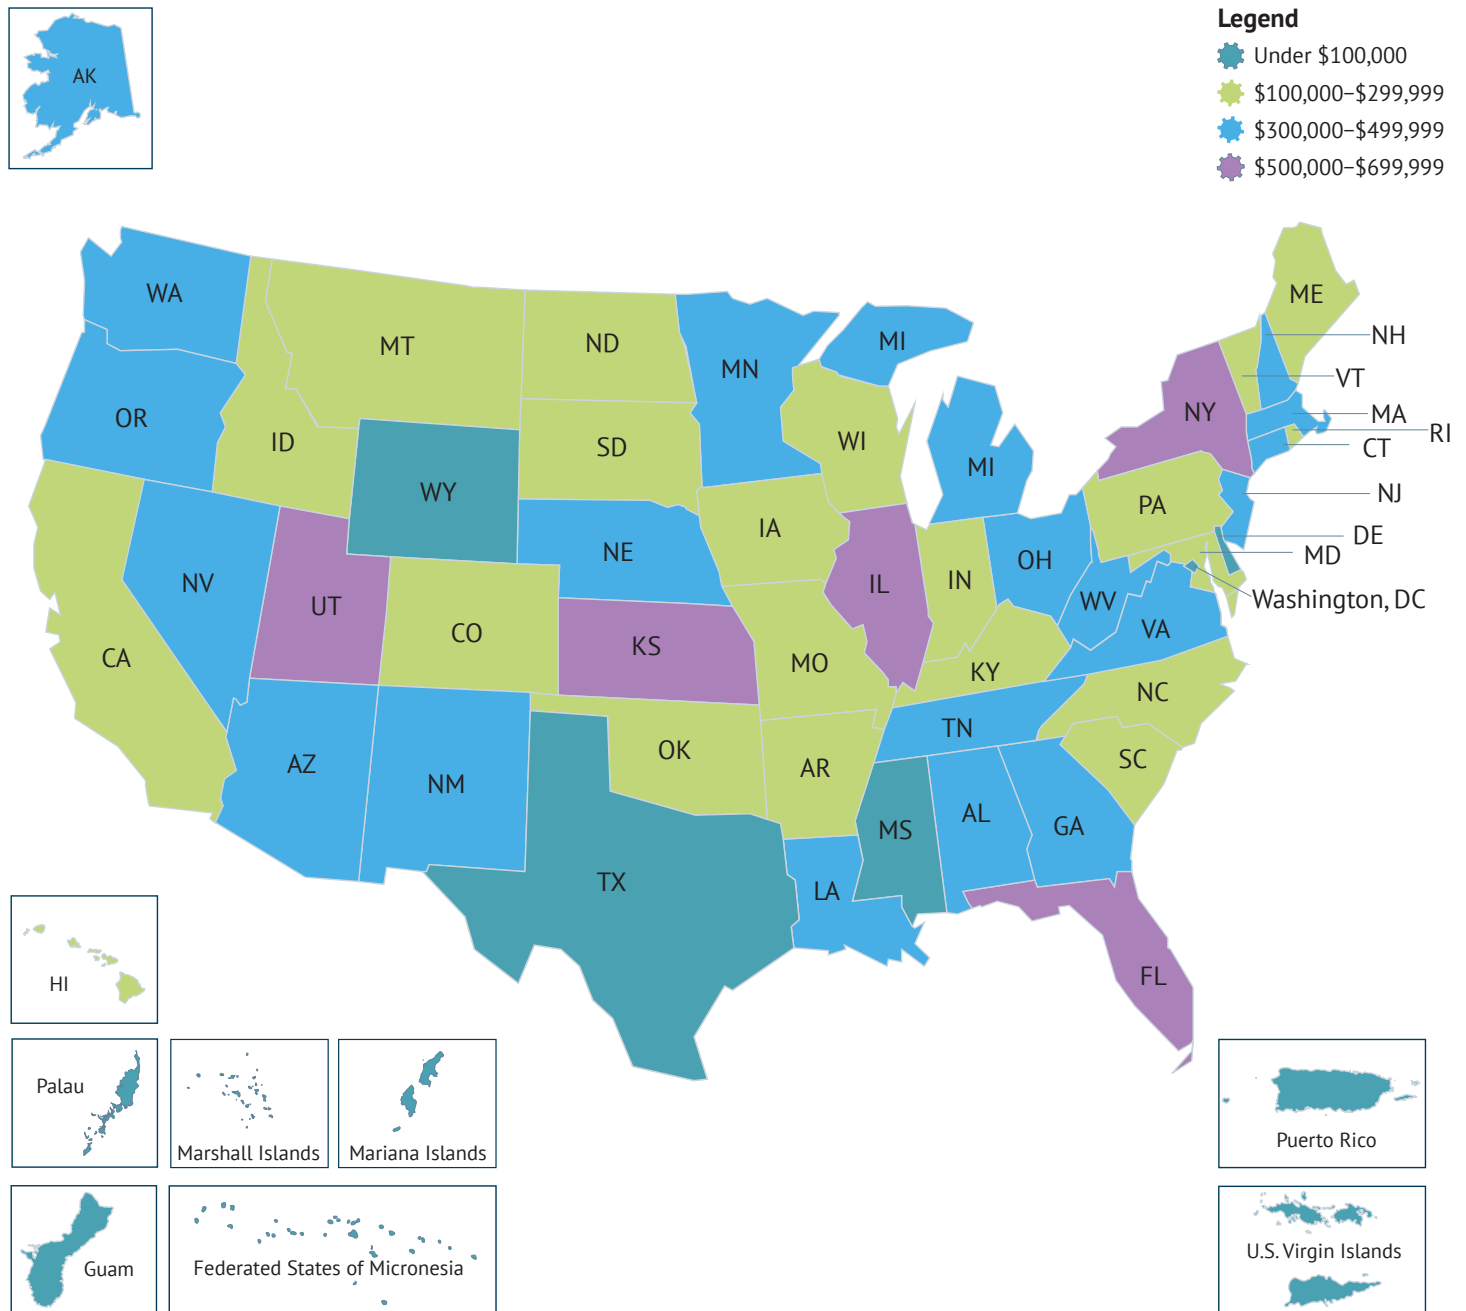 Legend
Under $100,000
$100,000–$299,999
$300,000–$499,999
$500,000–$699,999
AK
WA
MT
ND
MN
MI
ME
NH
VT
OR
ID
SD
WI
NY
MA
RI
CT
MI
WY
NJ
PA
IA
DE
NE
OH
MD
NV
IL
IN
UT
WV
Washington, DC
CO
KS
VA
CA
MO
KY
NC
TN
OK
SC
AZ
AR
NM
MS
AL
GA
TX
LA
FL
HI
Palau
Marshall Islands
Mariana Islands
Puerto Rico
Guam
Federated States of Micronesia
U.S. Virgin Islands